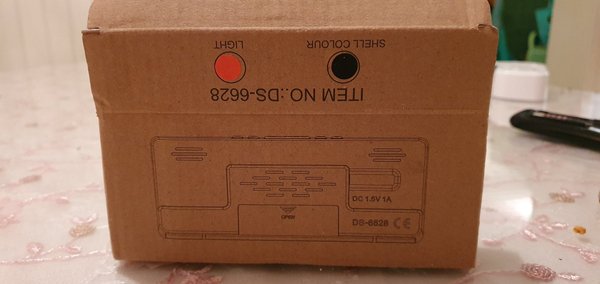 LIGHT
SHELL COLOUR
ITEM NO.:DS-6628
DC 1.5V 1A
OPEN
DS-6628 CE